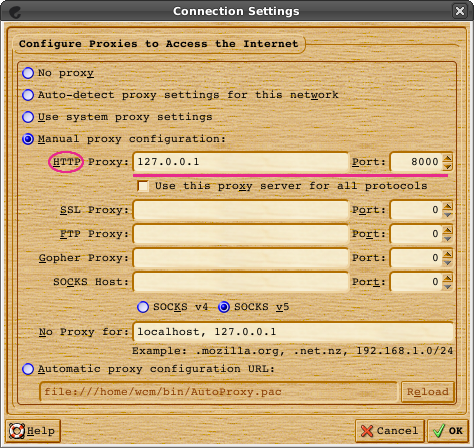 Connection Settings
Configure Proxies to Access the Internet
No proxy
Auto-detect proxy settings for this network
Use system proxy settings
Manual proxy configuration:
HTTP Proxy: 127.0.0.1 Port: 8000
Use this proxy server for all protocols
SSL Proxy: Port: 0
FTP Proxy: Port: 0
Gopher Proxy: Port: 0
SOCKS Host: Port: 0
SOCKS v4 SOCKS v5
No Proxy for: localhost, 127.0.0.1
Example: .mozilla.org, .net.nz, 192.168.1.0/24
Automatic proxy configuration URL:
file:///home/wcm/bin/AutoProxy.pac Reload
Help Cancel OK